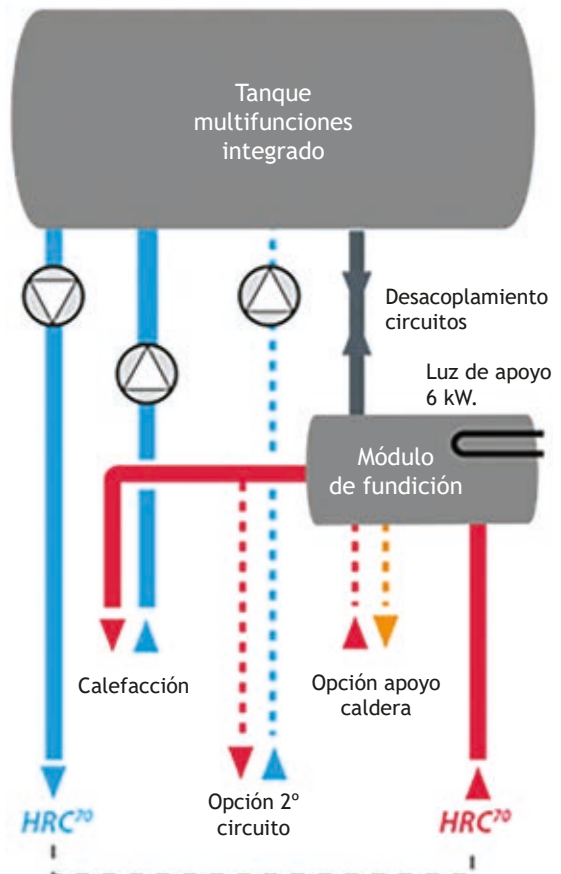 Tanque
multifunciones
integrado
Desacoplamiento
circuitos
Luz de apoyo
6 kW.
Módulo
de fundición
Calefacción
Opción apoyo
caldera
Opción 2º
circuito
HRC⁷⁰
HRC⁷⁰